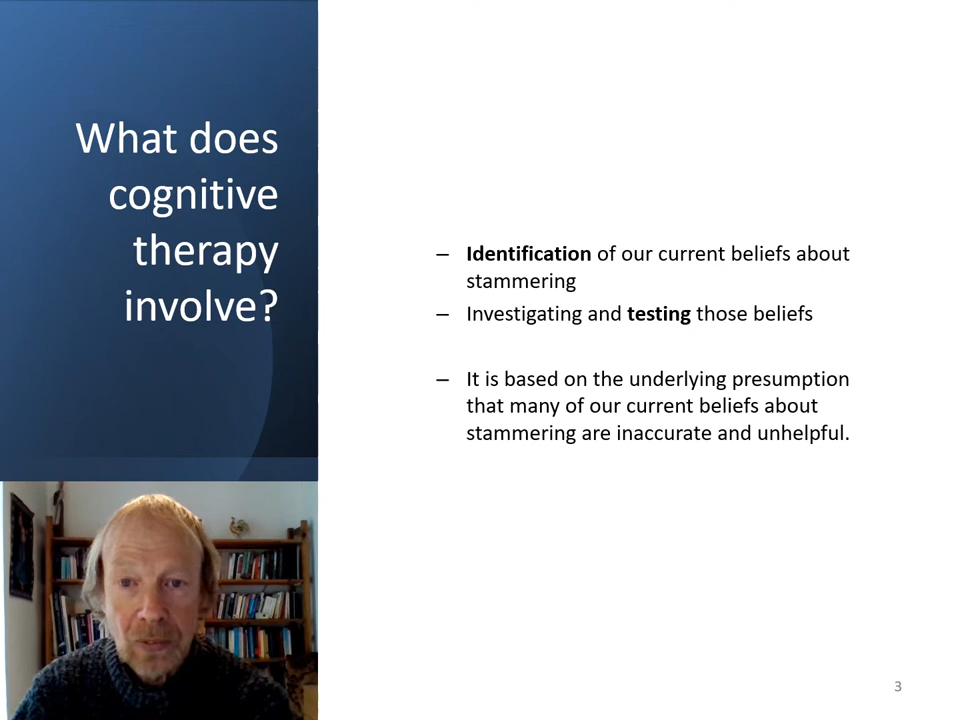 What does
cognitive
therapy
involve?
– Identification of our current beliefs about
stammering
– Investigating and testing those beliefs
– It is based on the underlying presumption
that many of our current beliefs about
stammering are inaccurate and unhelpful.
3